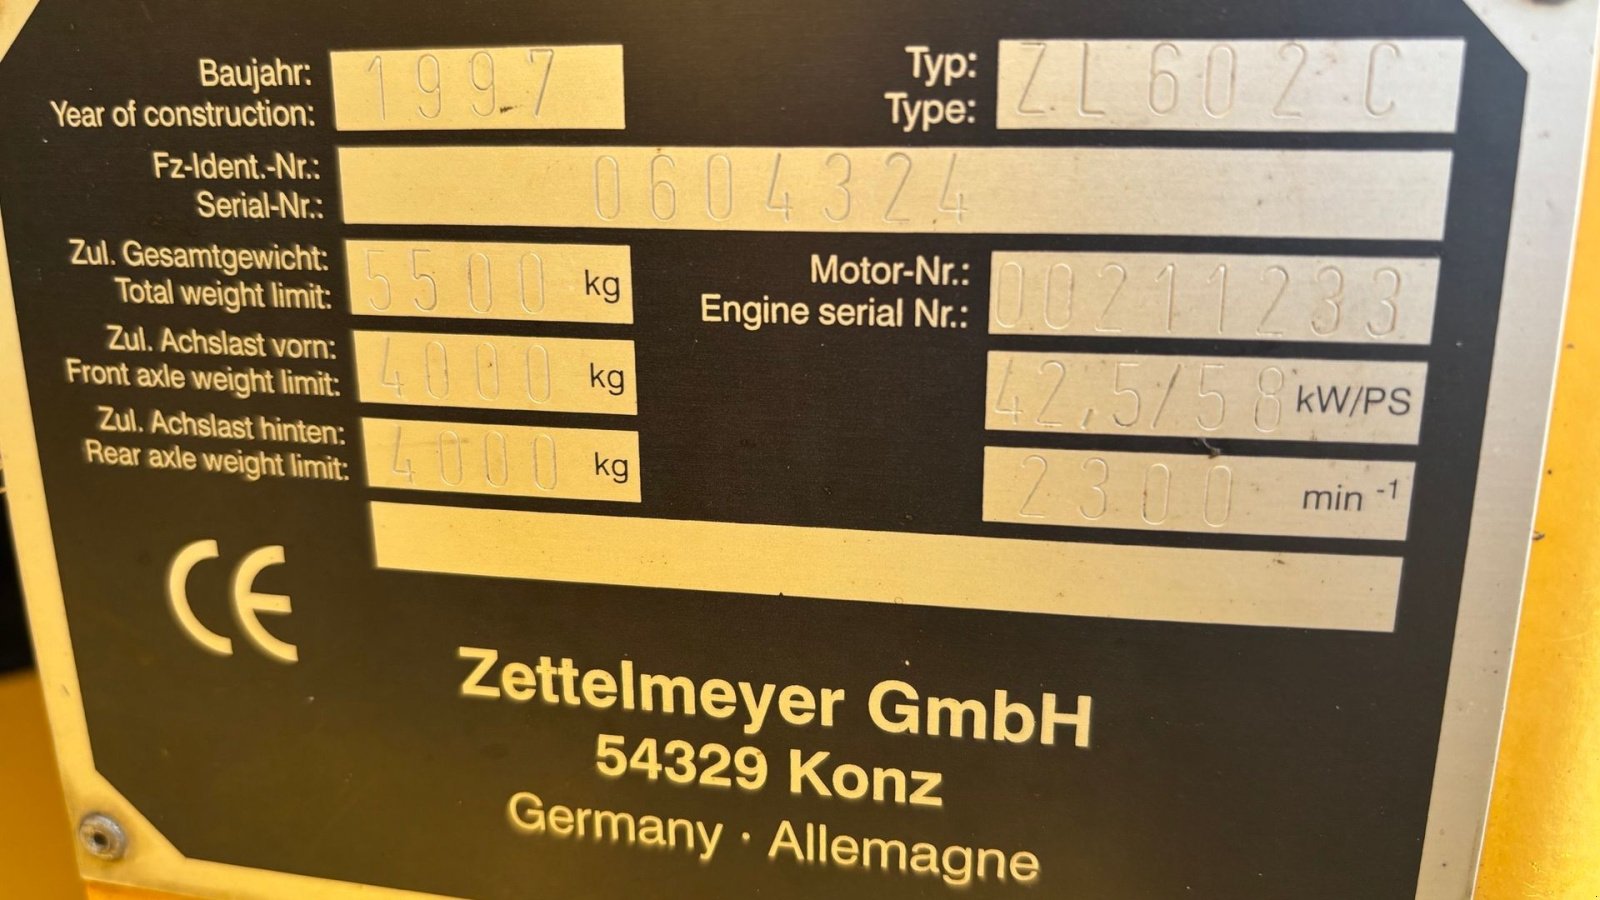 Baujahr:
Year of construction: 1997
Typ:
Type: ZL602C
Fz-Ident.-Nr.:
Serial-Nr.: 0604324
Zul. Gesamtgewicht:
Total weight limit: 5500 kg
Motor-Nr.:
Engine serial Nr.: 00211233
Zul. Achslast vorn:
Front axle weight limit: 4000 kg
42,5/58 kW/PS
Zul. Achslast hinten:
Rear axle weight limit: 4000 kg
2300 min -1
CE
Zettelmeyer GmbH
54329 Konz
Germany · Allemagne